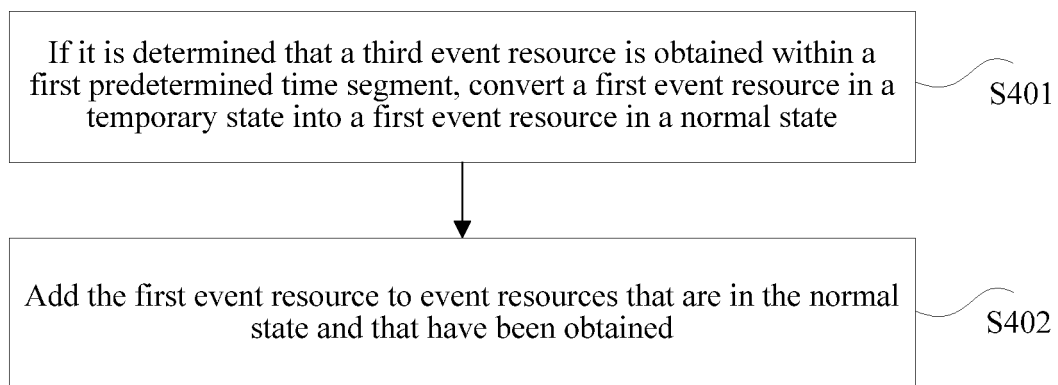 If it is determined that a third event resource is obtained within a
first predetermined time segment, convert a first event resource in a
temporary state into a first event resource in a normal state
S401
Add the first event resource to event resources that are in the normal
state and that have been obtained
S402